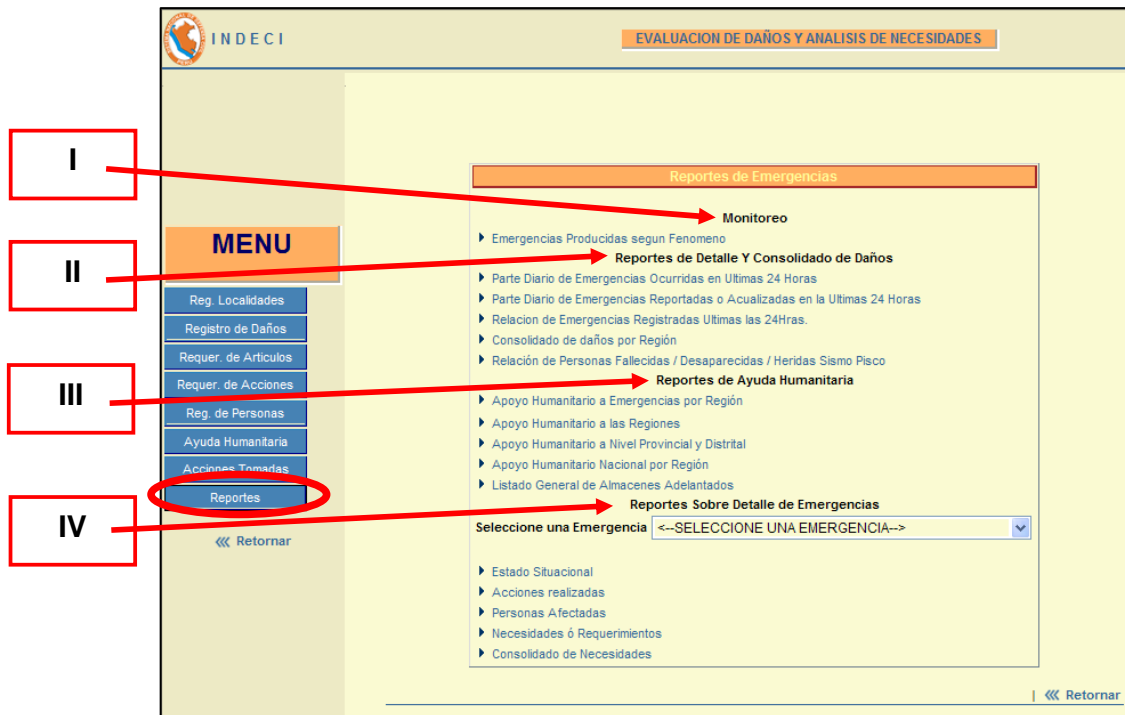 INDECI
EVALUACION DE DAÑOS Y ANALISIS DE NECESIDADES
I
II
III
IV
MENU
Reg. Localidades
Registro de Daños
Requer. de Articulos
Requer. de Acciones
Reg. de Personas
Ayuda Humanitaria
Acciones Tomadas
Reportes
Retornar
Reportes de Emergencias
Monitoreo
Emergencias Producidas segun Fenomeno
Reportes de Detalle Y Consolidado de Daños
Parte Diario de Emergencias Ocurridas en Ultimas 24 Horas
Parte Diario de Emergencias Reportadas o Acualizadas en la Ultimas 24 Horas
Relacion de Emergencias Registradas Ultimas las 24Hras.
Consolidado de daños por Región
Relación de Personas Fallecidas / Desaparecidas / Heridas Sismo Pisco
Reportes de Ayuda Humanitaria
Apoyo Humanitario a Emergencias por Región
Apoyo Humanitario a las Regiones
Apoyo Humanitario a Nivel Provincial y Distrital
Apoyo Humanitario Nacional por Región
Listado General de Almacenes Adelantados
Reportes Sobre Detalle de Emergencias
Seleccione una Emergencia <--SELECCIONE UNA EMERGENCIA-->
Estado Situacional
Acciones realizadas
Personas Afectadas
Necesidades ó Requerimientos
Consolidado de Necesidades
| Retornar